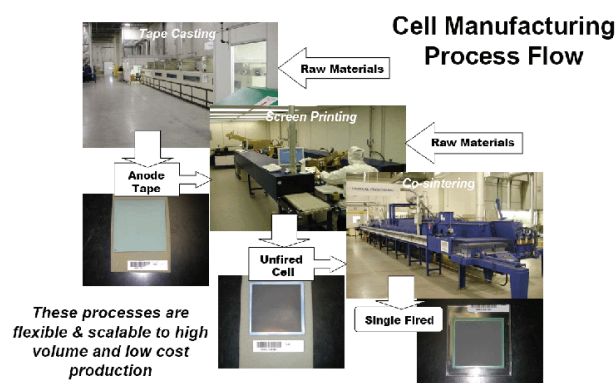 Tape Casting
Cell Manufacturing
Process Flow
Raw Materials
Screen Printing
Raw Materials
Anode
Tape
Co-sintering
Unfired
Cell
Single Fired
These processes are
flexible & scalable to high
volume and low cost
production